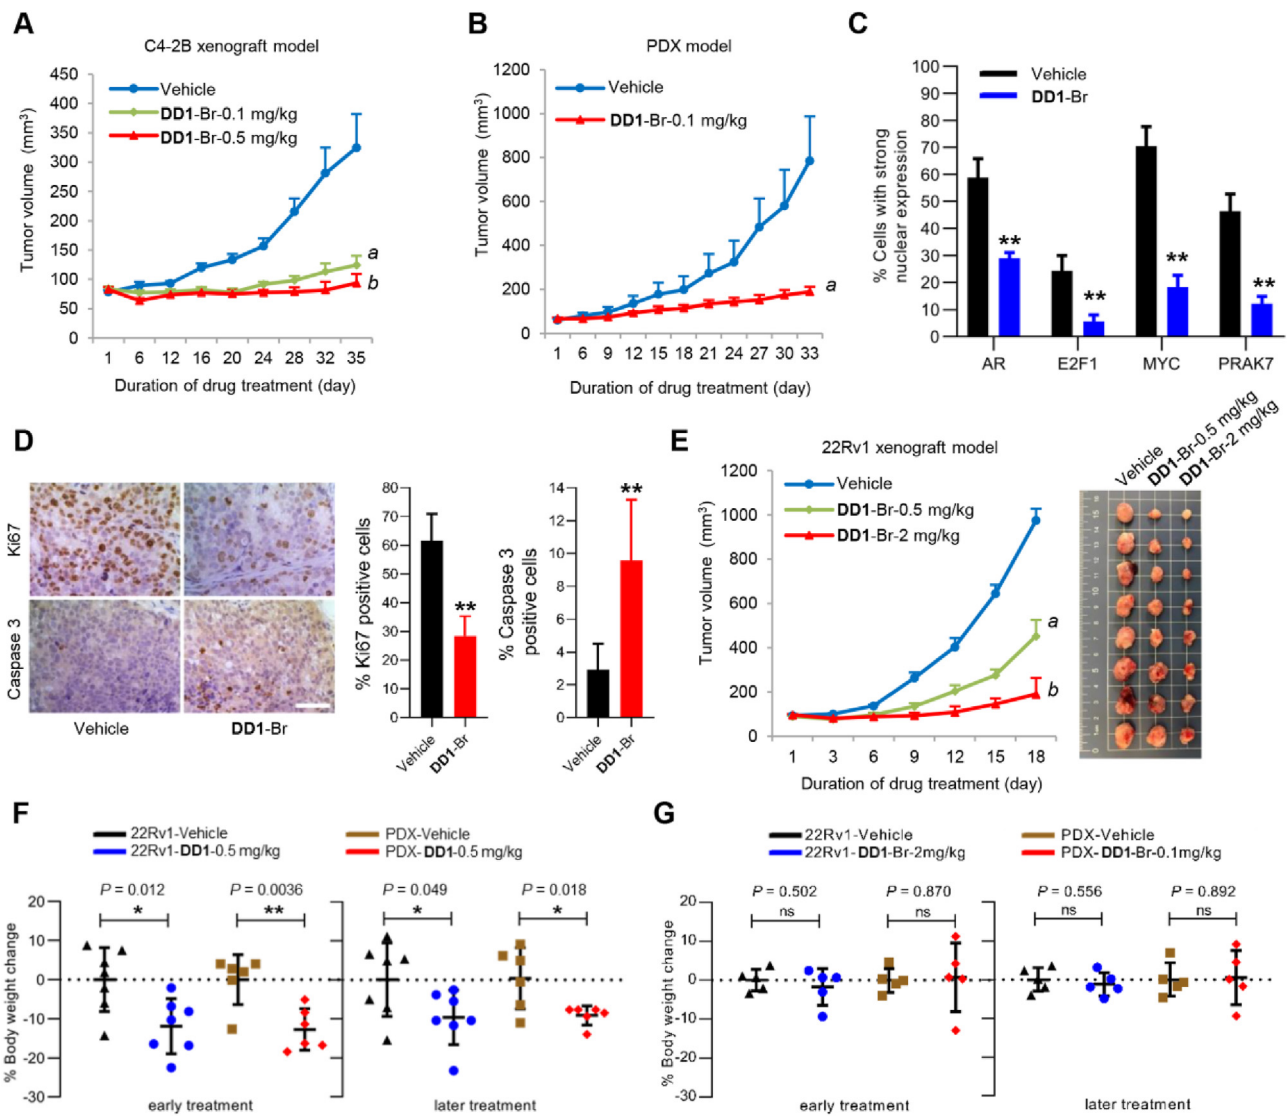 A
C4-2B xenograft model
Tumor volume (mm³)
450
400
350
300
250
200
150
100
50
0
Vehicle
DD1-Br-0.1 mg/kg
DD1-Br-0.5 mg/kg
a
b
1 6 12 16 20 24 28 32 35
Duration of drug treatment (day)
B
PDX model
Tumor volume (mm³)
1200
1000
800
600
400
200
0
Vehicle
DD1-Br-0.1 mg/kg
a
1 6 9 12 15 18 21 24 27 30 33
Duration of drug treatment (day)
C
% Cells with strong
nuclear expression
100
90
80
70
60
50
40
30
20
10
0
Vehicle
DD1-Br
** ** ** **
AR E2F1 MYC PRAK7
D
Ki67
Caspase 3
Vehicle DD1-Br
% Ki67 positive cells
80
70
60
50
40
30
20
10
0
**
Vehicle
DD1-Br
% Caspase 3
positive cells
14
12
10
8
6
4
2
0
**
Vehicle
DD1-Br
E
22Rv1 xenograft model
Tumor volume (mm³)
1200
1000
800
600
400
200
0
Vehicle
DD1-Br-0.5 mg/kg
DD1-Br-2 mg/kg
a
b
1 3 6 9 12 15 18
Duration of drug treatment (day)
Vehicle
DD1-Br-0.5 mg/kg
DD1-Br-2 mg/kg
F
22Rv1-Vehicle
22Rv1-DD1-0.5 mg/kg
PDX-Vehicle
PDX-DD1-0.5 mg/kg
% Body weight change
20
10
0
-10
-20
-30
P = 0.012 P = 0.0036 P = 0.049 P = 0.018
* ** * *
early treatment later treatment
G
22Rv1-Vehicle
22Rv1-DD1-Br-2mg/kg
PDX-Vehicle
PDX-DD1-Br-0.1mg/kg
% Body weight change
20
10
0
-10
-20
-30
P = 0.502 P = 0.870 P = 0.556 P = 0.892
ns ns ns ns
early treatment later treatment